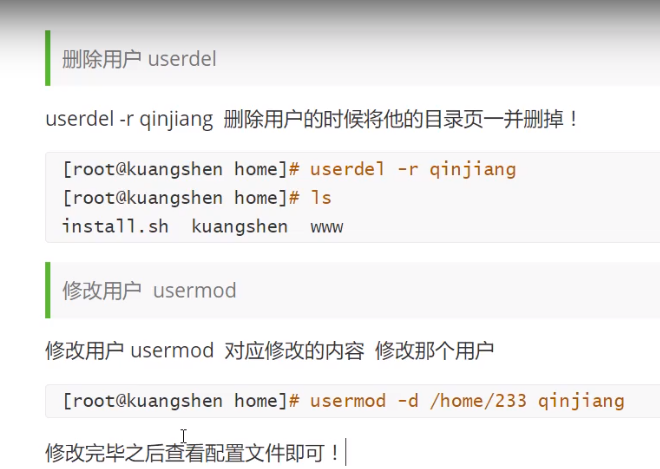 删除用户 userdel
userdel -r qinjiang 删除用户的时候将他的目录页一并删掉！
[root@kuangshen home]# userdel -r qinjiang
[root@kuangshen home]# ls
install.sh  kuangshen  www
修改用户 usermod
修改用户 usermod 对应修改的内容 修改那个用户
[root@kuangshen home]# usermod -d /home/233 qinjiang
修改完毕之后查看配置文件即可！